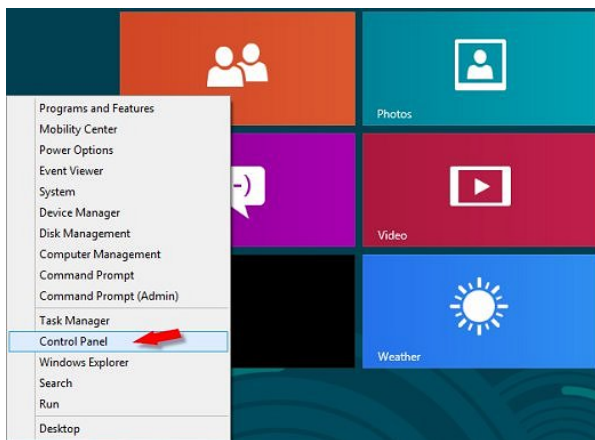 Programs and Features
Mobility Center
Power Options
Event Viewer
System
Device Manager
Disk Management
Computer Management
Command Prompt
Command Prompt (Admin)
Task Manager
Control Panel
Windows Explorer
Search
Run
Desktop
Photos
-)
Video
Weather